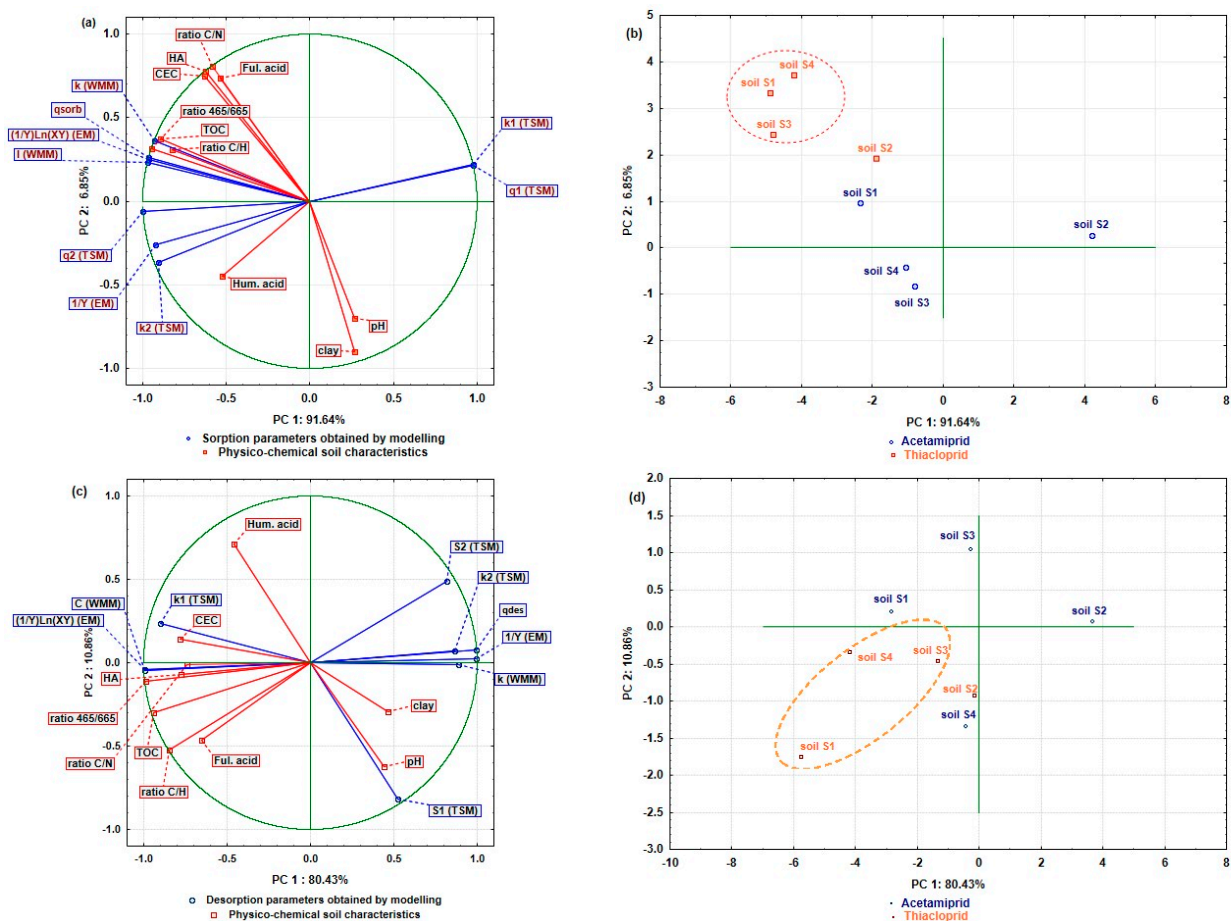 (a)
1.0
0.5
0.0
-0.5
-1.0
PC 2: 6.85%
ratio C/N
HA
CEC
Ful. acid
k (WMM)
qsorb
(1/Y)Ln(XY) (EM)
I (WMM)
ratio 465/665
TOC
ratio C/H
k1 (TSM)
q1 (TSM)
q2 (TSM)
1/Y (EM)
k2 (TSM)
Hum. acid
pH
clay
-1.0 -0.5 0.0 0.5 1.0
PC 1: 91.64%
Sorption parameters obtained by modelling
Physico-chemical soil characteristics
(b)
5
4
3
2
1
0
-1
-2
-3
PC 2: 6.85%
soil S4
soil S1
soil S3
soil S2
soil S1
soil S2
soil S4
soil S3
-8 -6 -4 -2 0 2 4 6 8
PC 1: 91.64%
Acetamiprid
Thiacloprid
(c)
1.0
0.5
0.0
-0.5
-1.0
PC 2: 10.86%
Hum. acid
S2 (TSM)
k2 (TSM)
C (WMM)
k1 (TSM)
(1/Y)Ln(XY) (EM)
CEC
qdes
1/Y (EM)
k (WMM)
HA
ratio 465/665
TOC
ratio C/N
Ful. acid
ratio C/H
clay
pH
S1 (TSM)
-1.0 -0.5 0.0 0.5 1.0
PC 1 : 80.43%
Desorption parameters obtained by modelling
Physico-chemical soil characteristics
(d)
2.0
1.5
1.0
0.5
0.0
-0.5
-1.0
-1.5
-2.0
-2.5
-3.0
PC 2: 10.86%
soil S3
soil S1
soil S2
soil S4
soil S3
soil S2
soil S4
soil S1
-10 -8 -6 -4 -2 0 2 4 6
PC 1: 80.43%
Acetamiprid
Thiacloprid